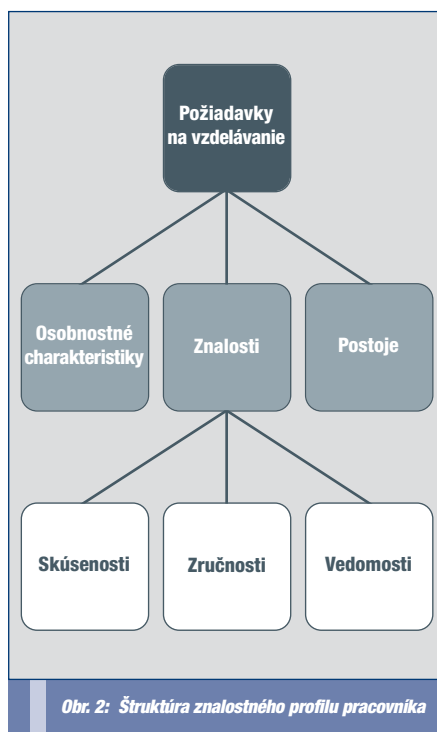 Požiadavky
na vzdelávanie
Osobnostné
charakteristiky
Znalosti
Postoje
Skúsenosti
Zručnosti
Vedomosti
Obr. 2: Štruktúra znalostného profilu pracovníka